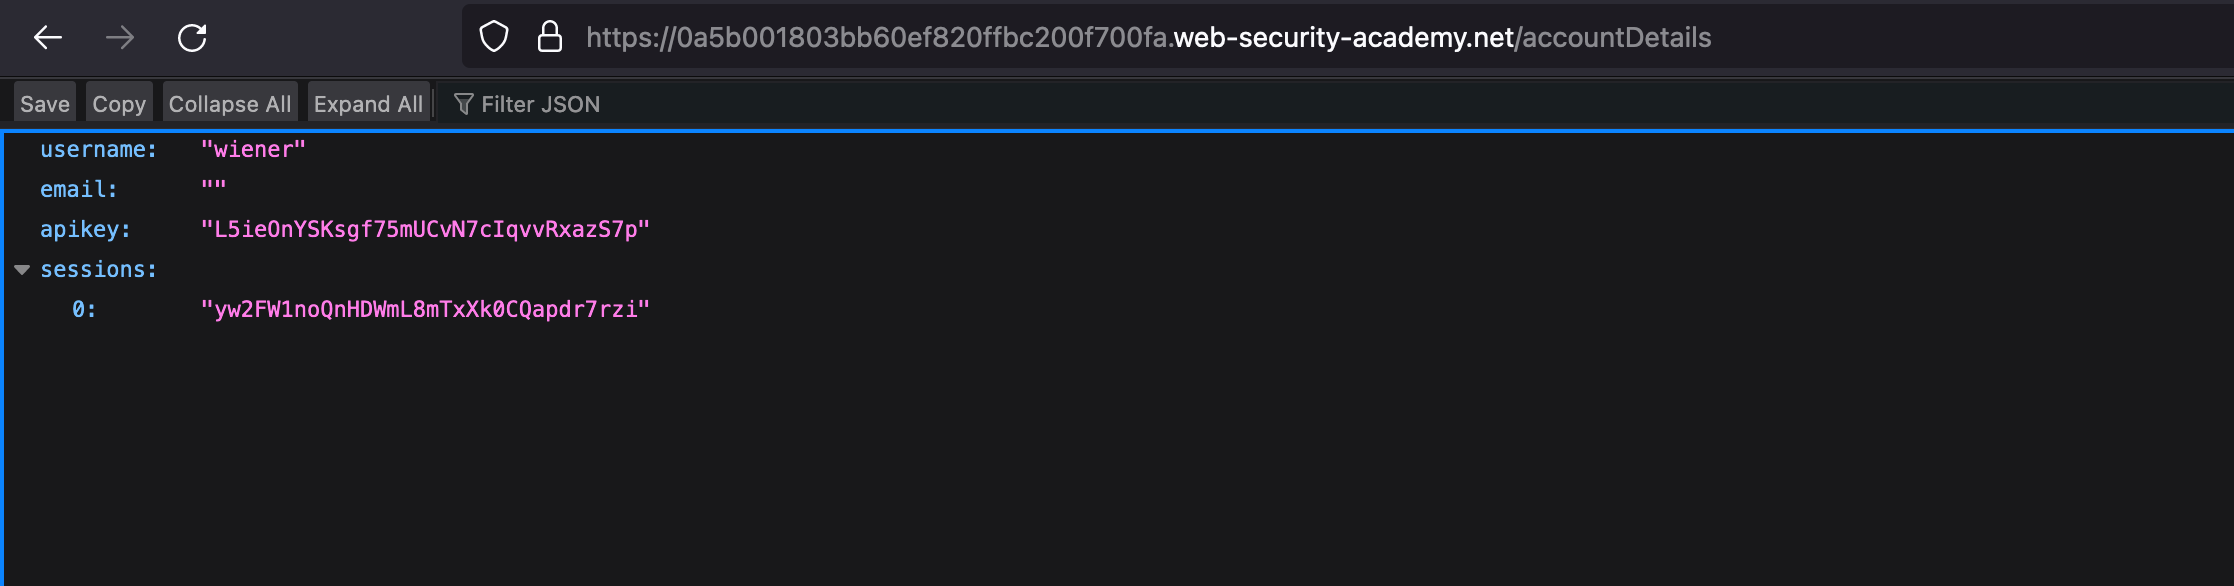 https://0a5b001803bb60ef820ffbc200f700fa.web-security-academy.net/accountDetails
Save Copy Collapse All Expand All Filter JSON
username: "wiener"
email: ""
apikey: "L5ieOnYSKsgf75mUCvN7cIqvvRxazS7p"
sessions:
0: "yw2FW1noQnHDWmL8mTxXk0CQapdr7rzi"